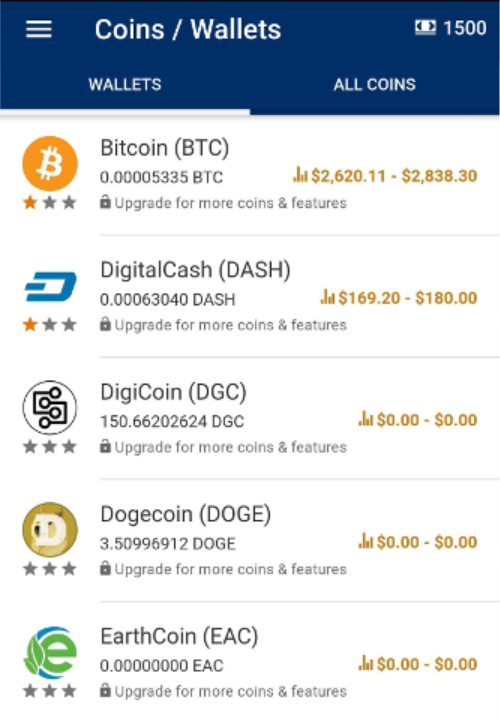 Coins / Wallets 1500
WALLETS ALL COINS
Bitcoin (BTC)
0.00005335 BTC $2,620.11 - $2,838.30
Upgrade for more coins & features
DigitalCash (DASH)
0.00063040 DASH $169.20 - $180.00
Upgrade for more coins & features
DigiCoin (DGC)
150.66202624 DGC $0.00 - $0.00
Upgrade for more coins & features
Dogecoin (DOGE)
3.50996912 DOGE $0.00 - $0.00
Upgrade for more coins & features
EarthCoin (EAC)
0.00000000 EAC $0.00 - $0.00
Upgrade for more coins & features